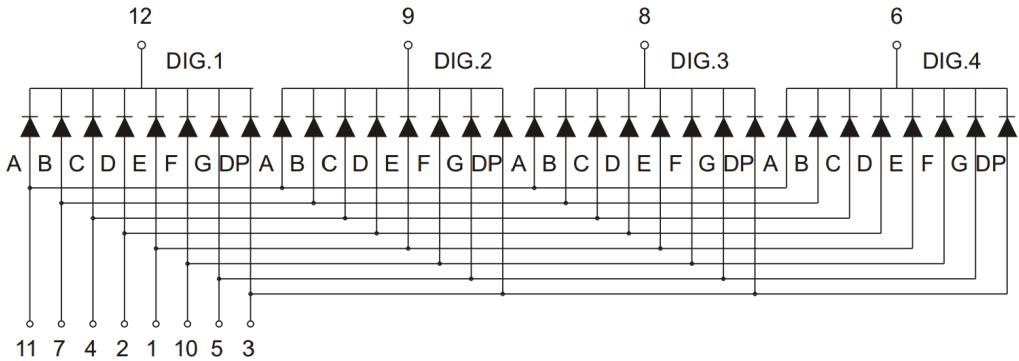 12 9 8 6
DIG.1 DIG.2 DIG.3 DIG.4
A B C D E F G DP A B C D E F G DP A B C D E F G DP A B C D E F G DP
11 7 4 2 1 10 5 3